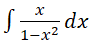 ∫ x/(1−x²) dx